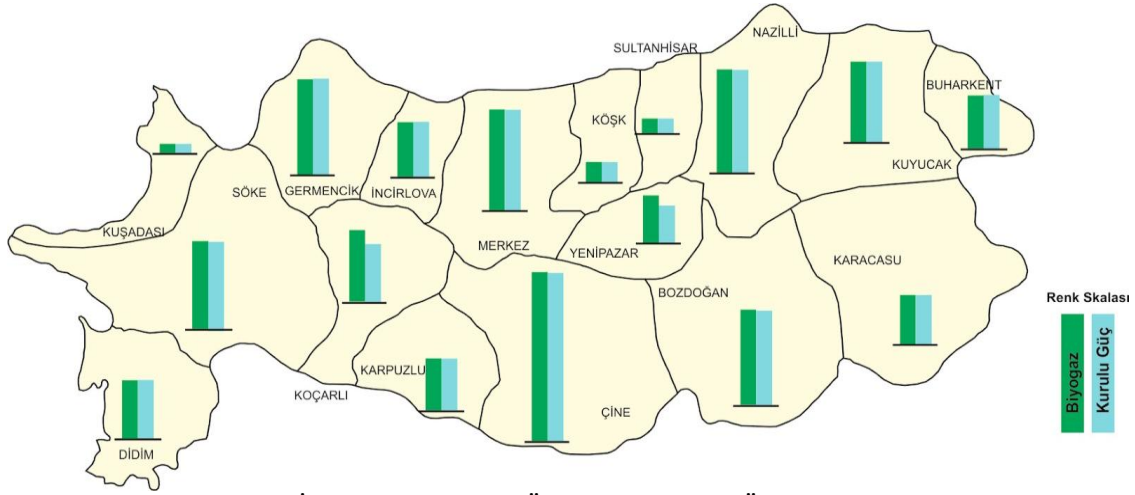 NAZİLLİ
SULTANHİSAR
BUHARKENT
KÖŞK
KUYUCAK
SÖKE
GERMENCİK
İNCİRLOVA
KUŞADASI
MERKEZ
YENİPAZAR
KARACASU
BOZDOĞAN
Renk Skalası
Biyogaz
Kurulu Güç
KARPUZLU
KOÇARLI
ÇİNE
DİDİM